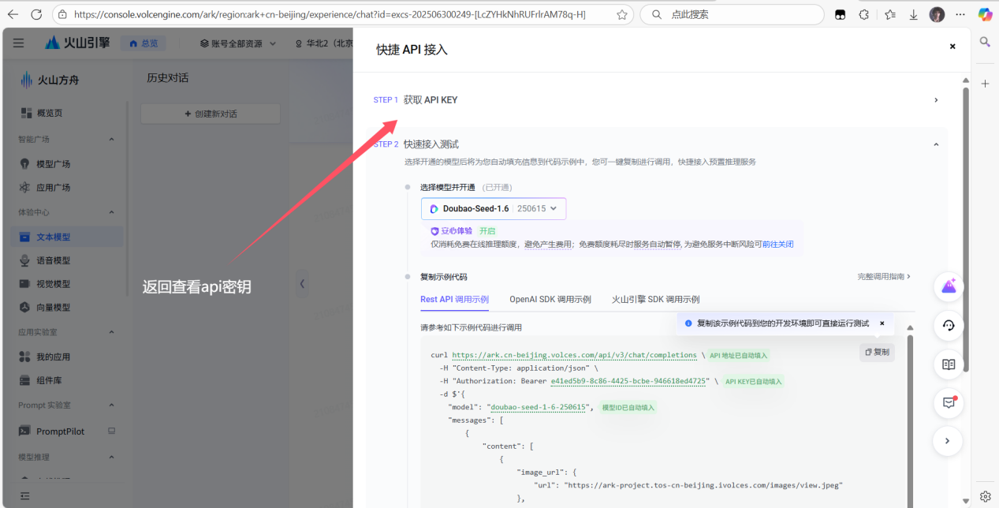 https://console.volcengine.com/ark/region:ark+cn-beijing/experience/chat?id=excs-202506300249-[LcZYHkNhRUFrlrAM78q-H]
点此搜索
火山引擎
总览
账号全部资源
华北2（北京
快捷 API 接入
火山方舟
历史对话
STEP 1 获取 API KEY
概览页
+ 创建新对话
智能广场
STEP 2 快速接入测试
模型广场
选择开通的模型后将为您自动填充信息到代码示例中，您可一键复制进行调用，快捷接入预置推理服务
应用广场
选择模型并开通 （已开通）
体验中心
Doubao-Seed-1.6 | 250615
文本模型
安心体验 开启
仅消耗免费在线推理额度，避免产生费用；免费额度耗尽时服务自动暂停, 为避免服务中断风险可前往关闭
语音模型
复制示例代码
完整调用指南
视觉模型
返回查看api密钥
Rest API 调用示例
OpenAI SDK 调用示例
火山引擎 SDK 调用示例
向量模型
请参考如下示例代码进行调用
复制该示例代码到您的开发环境即可直接运行测试
应用实验室
复制
curl https://ark.cn-beijing.volces.com/api/v3/chat/completions \ API 地址已自动填入
我的应用
-H "Content-Type: application/json" \
组件库
-H "Authorization: Bearer e41ed5b9-8c86-4425-bcbe-946618ed4725" \ API KEY已自动填入
-d $'{
Prompt 实验室
"model": "doubao-seed-1-6-250615", 模型ID已自动填入
"messages": [
PromptPilot
{
"content": [
模型推理
{
"image_url": {
"url": "https://ark-project.tos-cn-beijing.ivolces.com/images/view.jpeg"
},